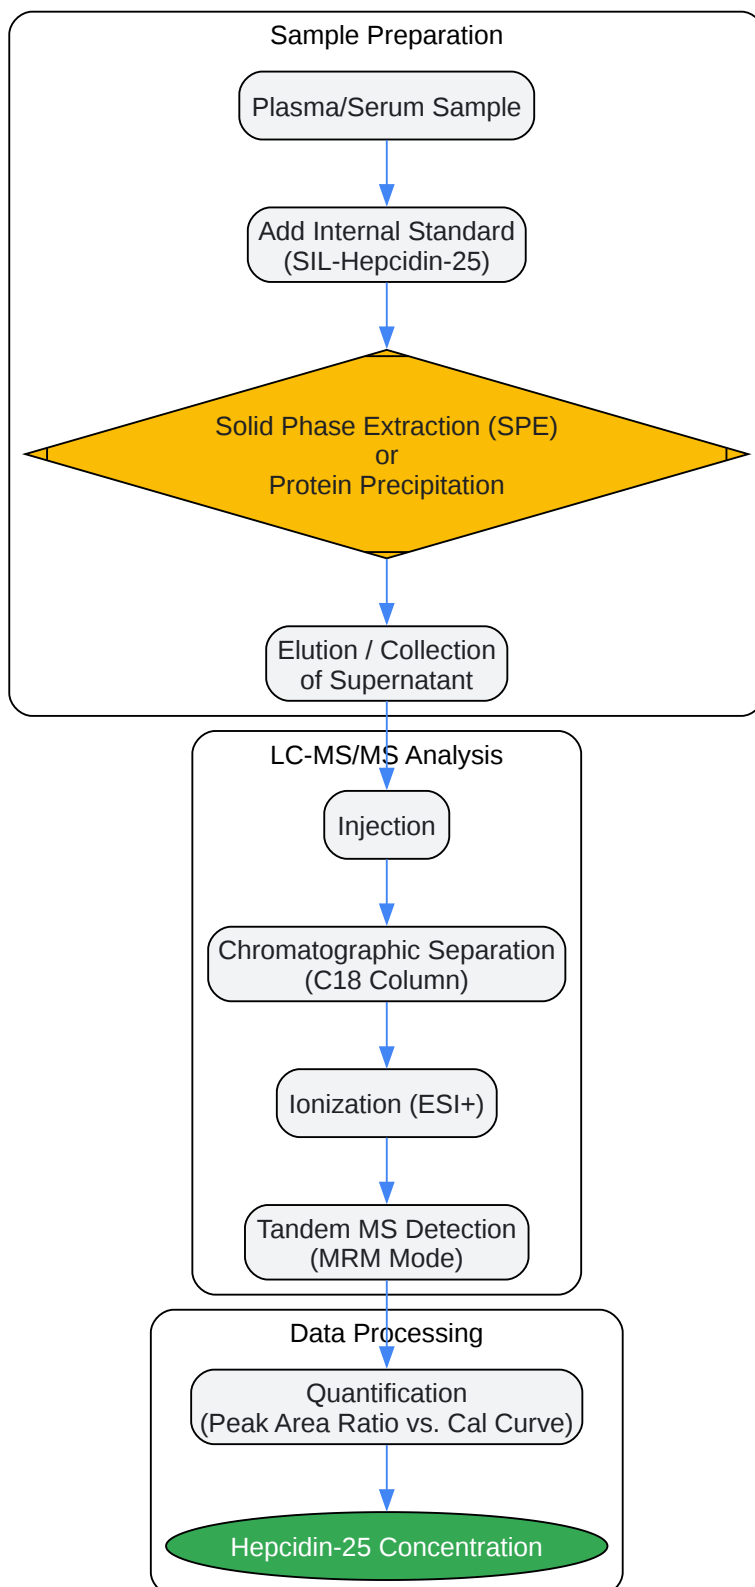 Sample Preparation
Plasma/Serum Sample
Add Internal Standard
(SIL-Hepcidin-25)
Solid Phase Extraction (SPE)
or
Protein Precipitation
Elution / Collection
of Supernatant
LC-MS/MS Analysis
Injection
Chromatographic Separation
(C18 Column)
Ionization (ESI+)
Tandem MS Detection
(MRM Mode)
Data Processing
Quantification
(Peak Area Ratio vs. Cal Curve)
Hepcidin-25 Concentration